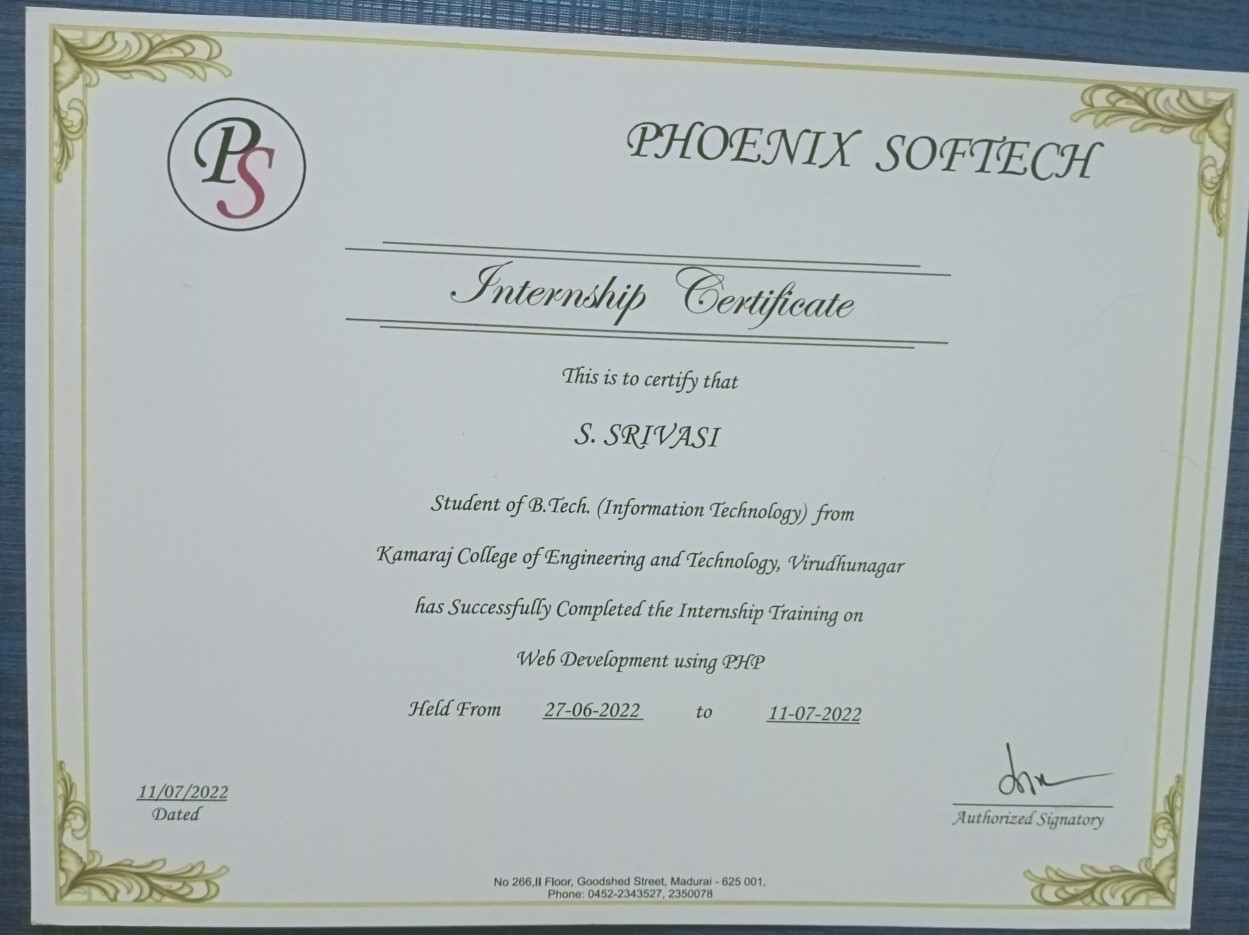 PS
PHOENIX SOFTECH
Internship Certificate
This is to certify that
S. SRIVASI
Student of B.Tech. (Information Technology) from
Kamaraj College of Engineering and Technology, Virudhunagar
has Successfully Completed the Internship Training on
Web Development using PHP
Held From 27-06-2022 to 11-07-2022
11/07/2022
Dated
Authorized Signatory
No 266,II Floor, Goodshed Street, Madurai - 625 001.
Phone: 0452-2343527, 2350078